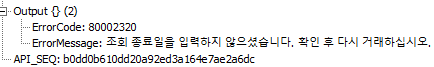 Output {} (2)
ErrorCode: 80002320
ErrorMessage: 조회 종료일을 입력하지 않으셨습니다. 확인 후 다시 거래하십시오.
API_SEQ: b0dd0b610dd20a92ed3a164e7ae2a6dc